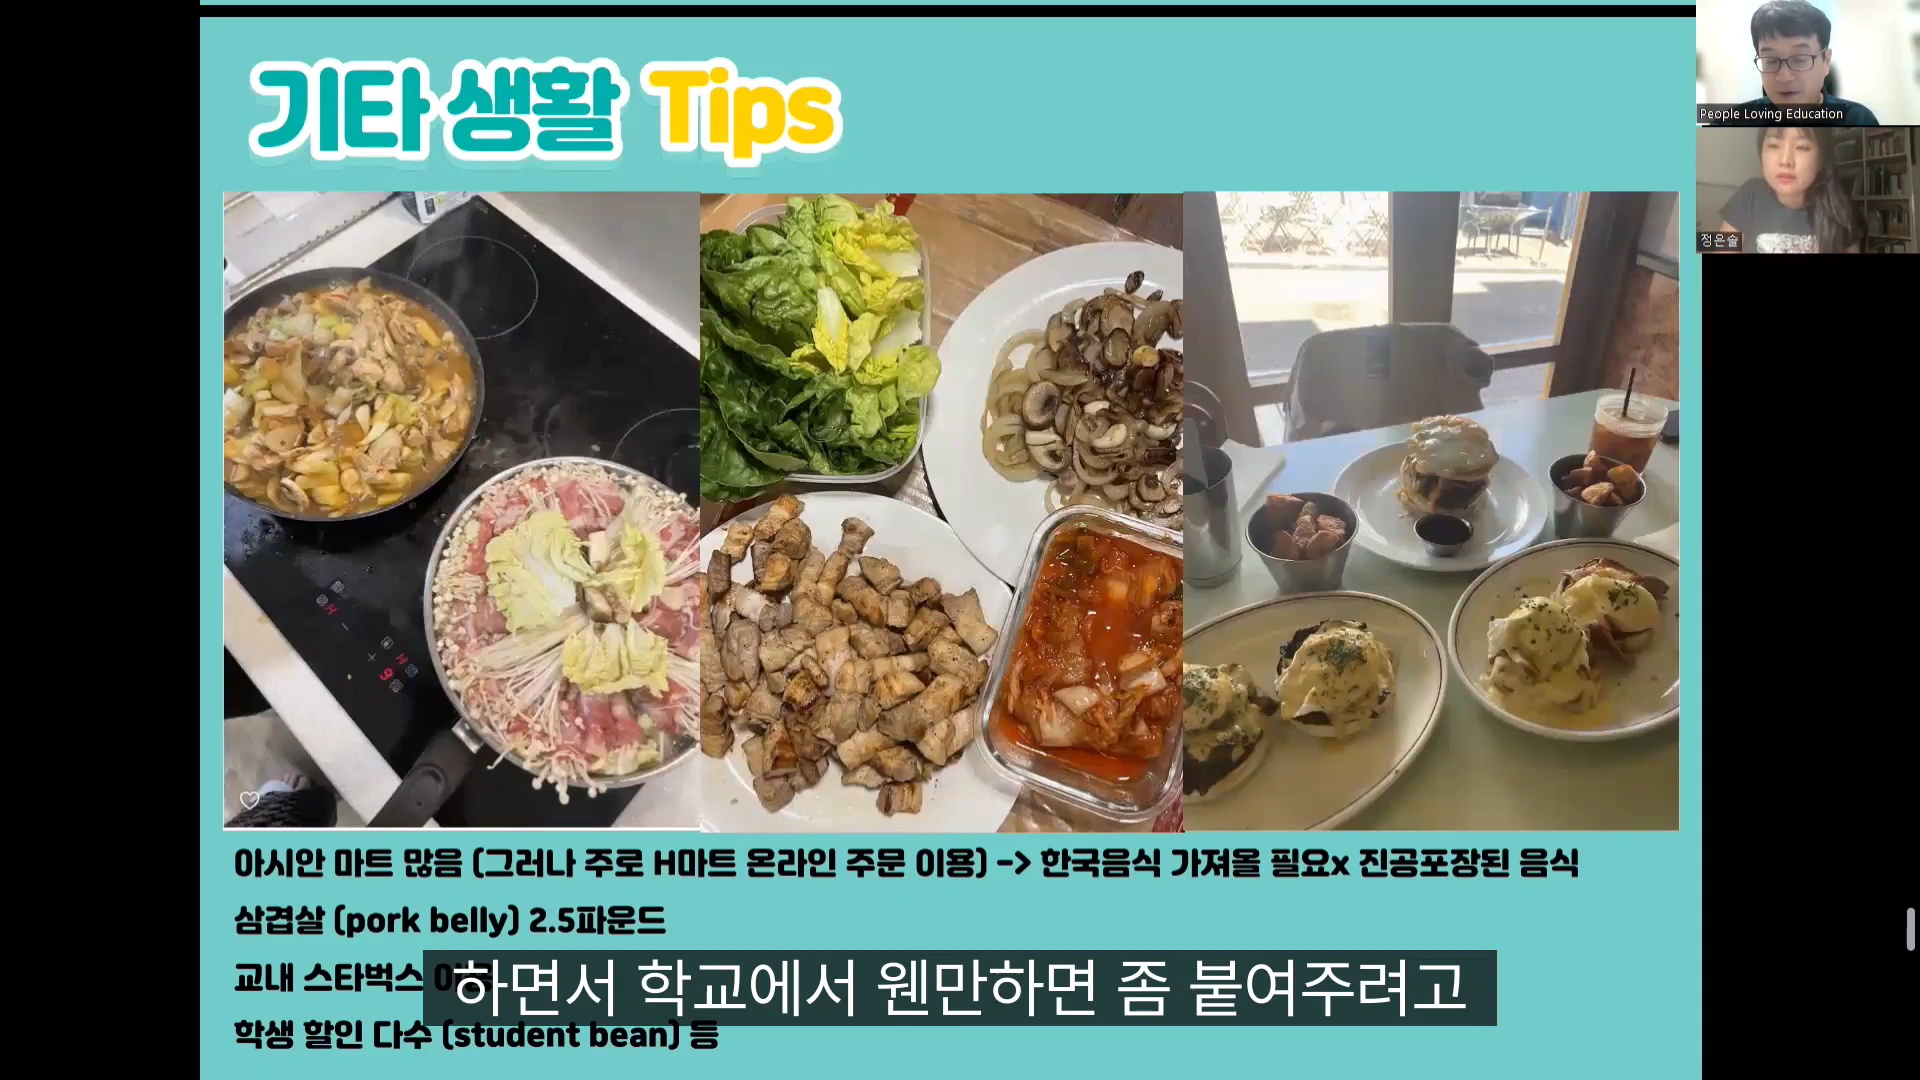 기타 생활 Tips
People Loving Education
정은솔
아시안 마트 많음 (그러나 주로 H마트 온라인 주문 이용) -> 한국음식 가져올 필요x 진공포장된 음식
삼겹살 (pork belly) 2.5파운드
교내 스타벅스
하면서 학교에서 웬만하면 좀 붙여주려고
학생 할인 다수 (student bean) 등